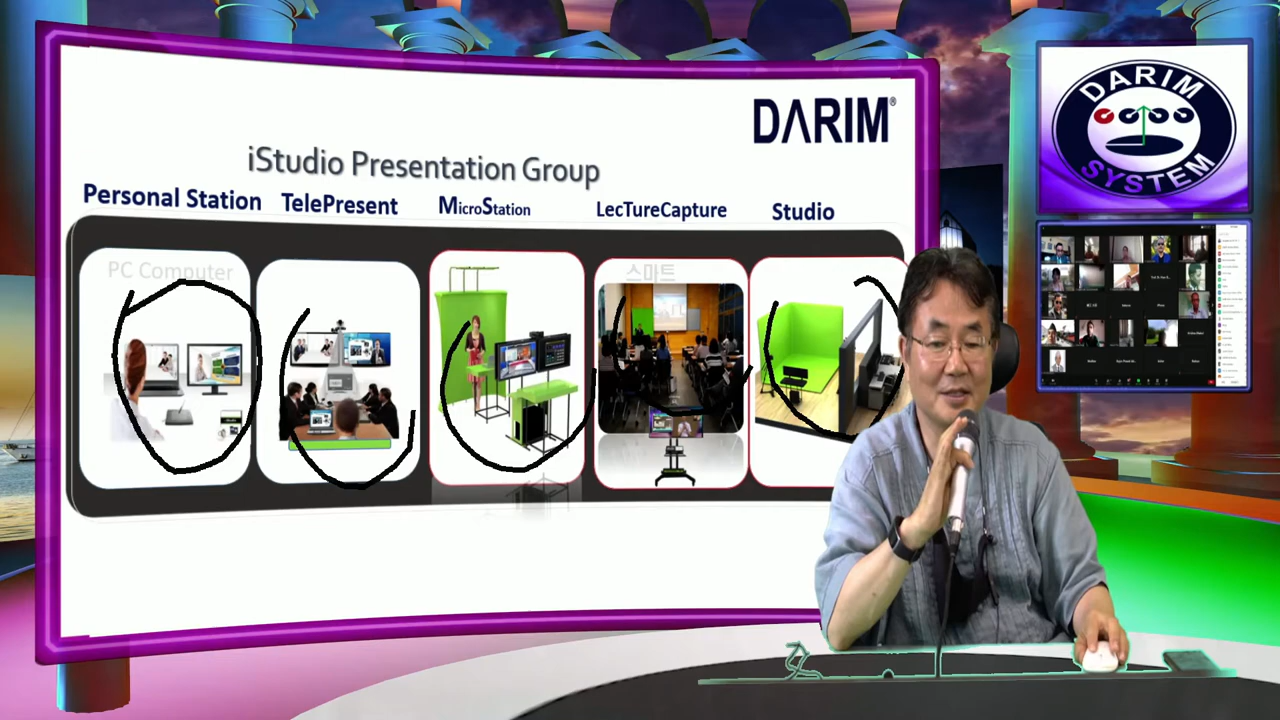 DARIM®
iStudio Presentation Group
Personal Station
TelePresent
MicroStation
LecTureCapture
Studio
PC Computer
스마트
DARIM
SYSTEM